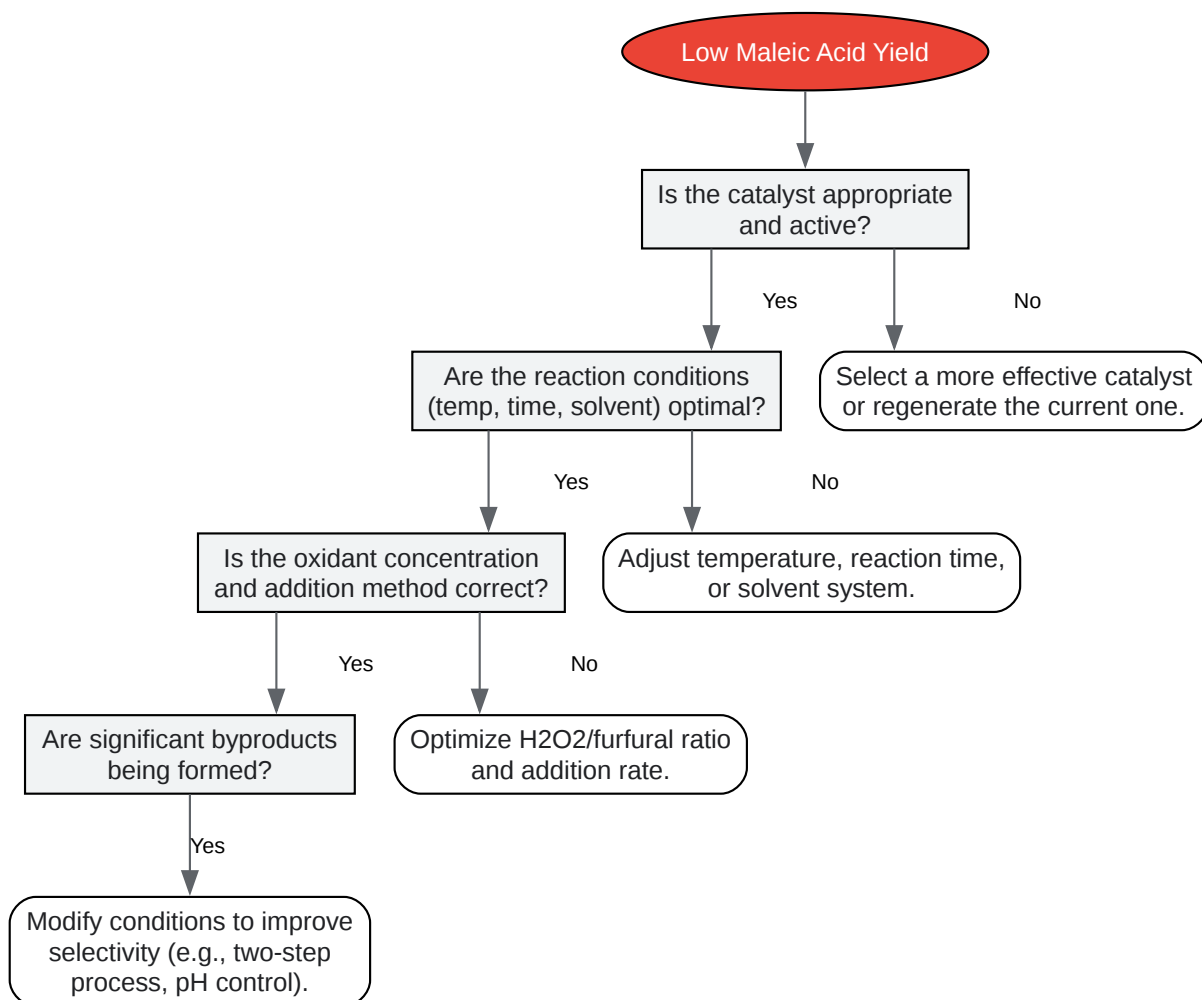 Low Maleic Acid Yield
Is the catalyst appropriate
and active?
Yes
No
Are the reaction conditions
(temp, time, solvent) optimal?
Select a more effective catalyst
or regenerate the current one.
Yes
No
Is the oxidant concentration
and addition method correct?
Adjust temperature, reaction time,
or solvent system.
Yes
No
Are significant byproducts
being formed?
Optimize H2O2/furfural ratio
and addition rate.
Yes
Modify conditions to improve
selectivity (e.g., two-step
process, pH control).